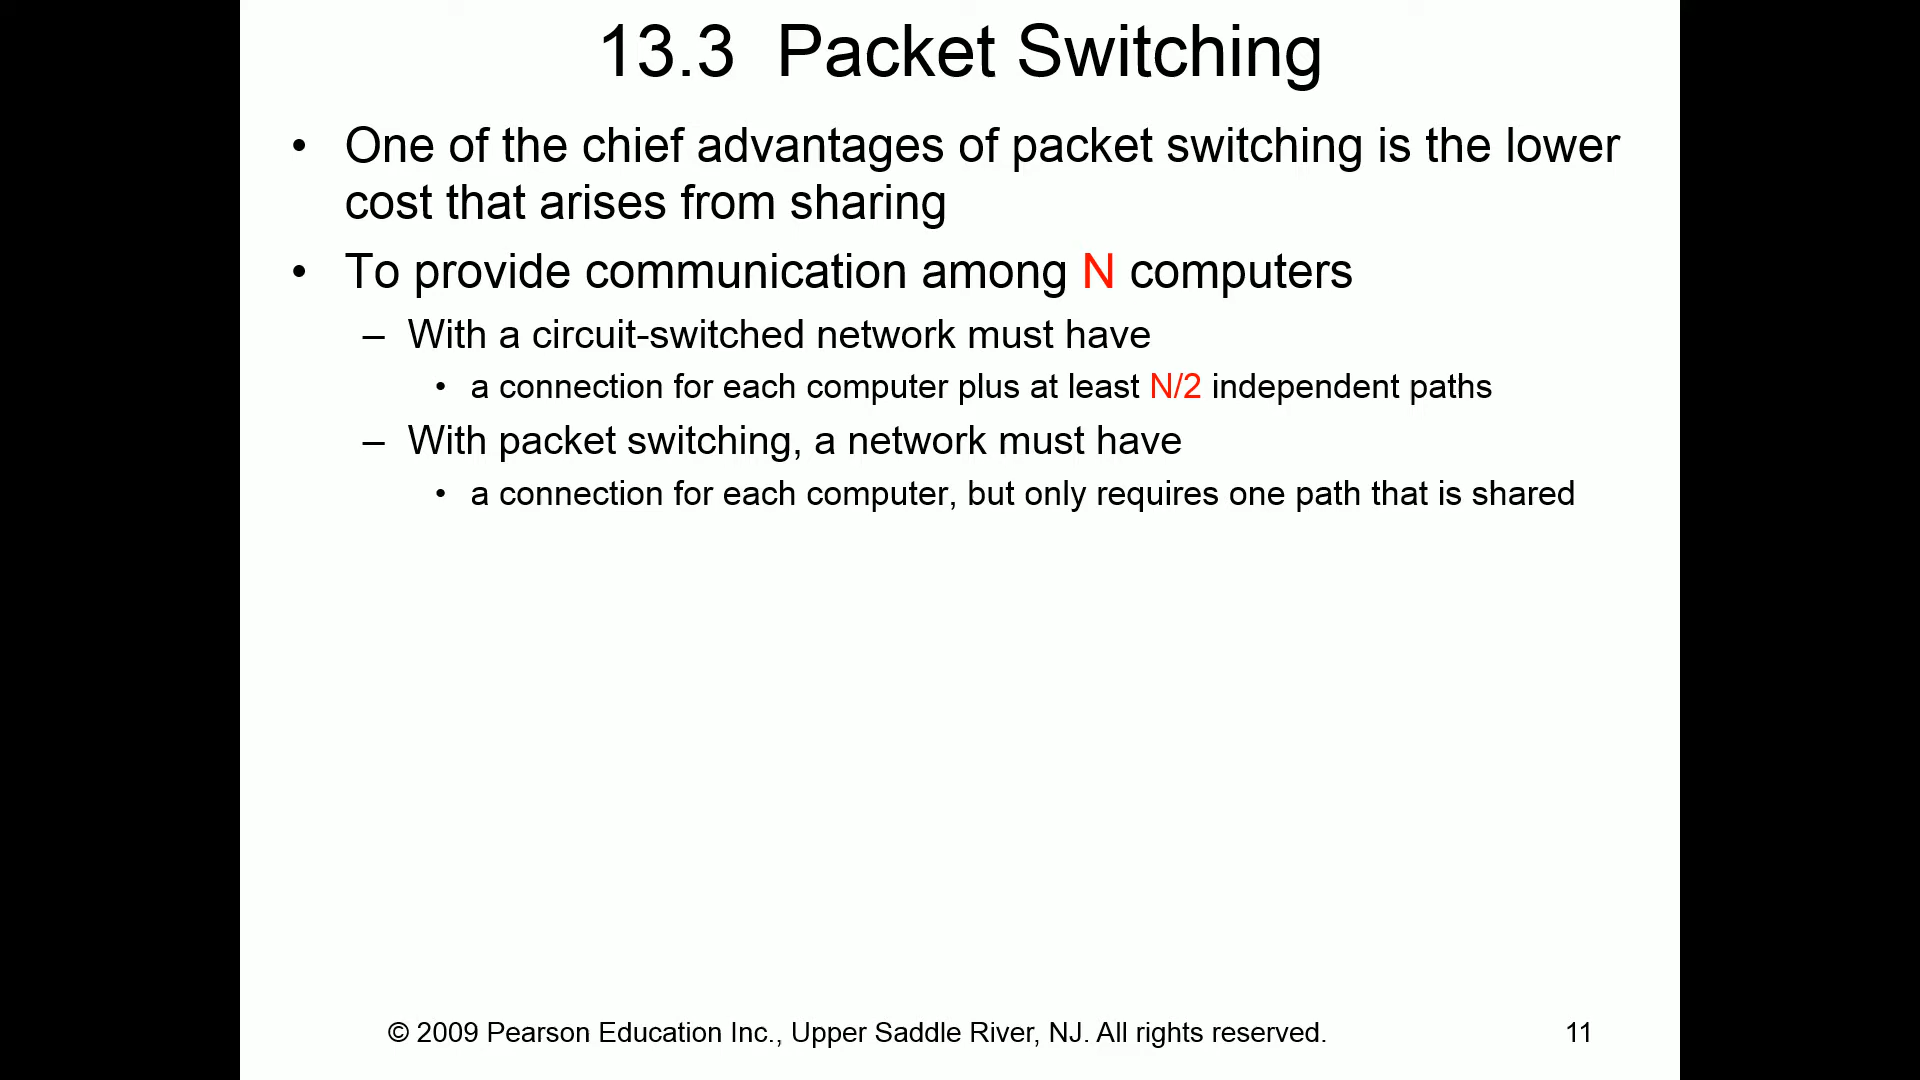 13.3 Packet Switching
• One of the chief advantages of packet switching is the lower
cost that arises from sharing
• To provide communication among N computers
– With a circuit-switched network must have
• a connection for each computer plus at least N/2 independent paths
– With packet switching, a network must have
• a connection for each computer, but only requires one path that is shared
© 2009 Pearson Education Inc., Upper Saddle River, NJ. All rights reserved.
11